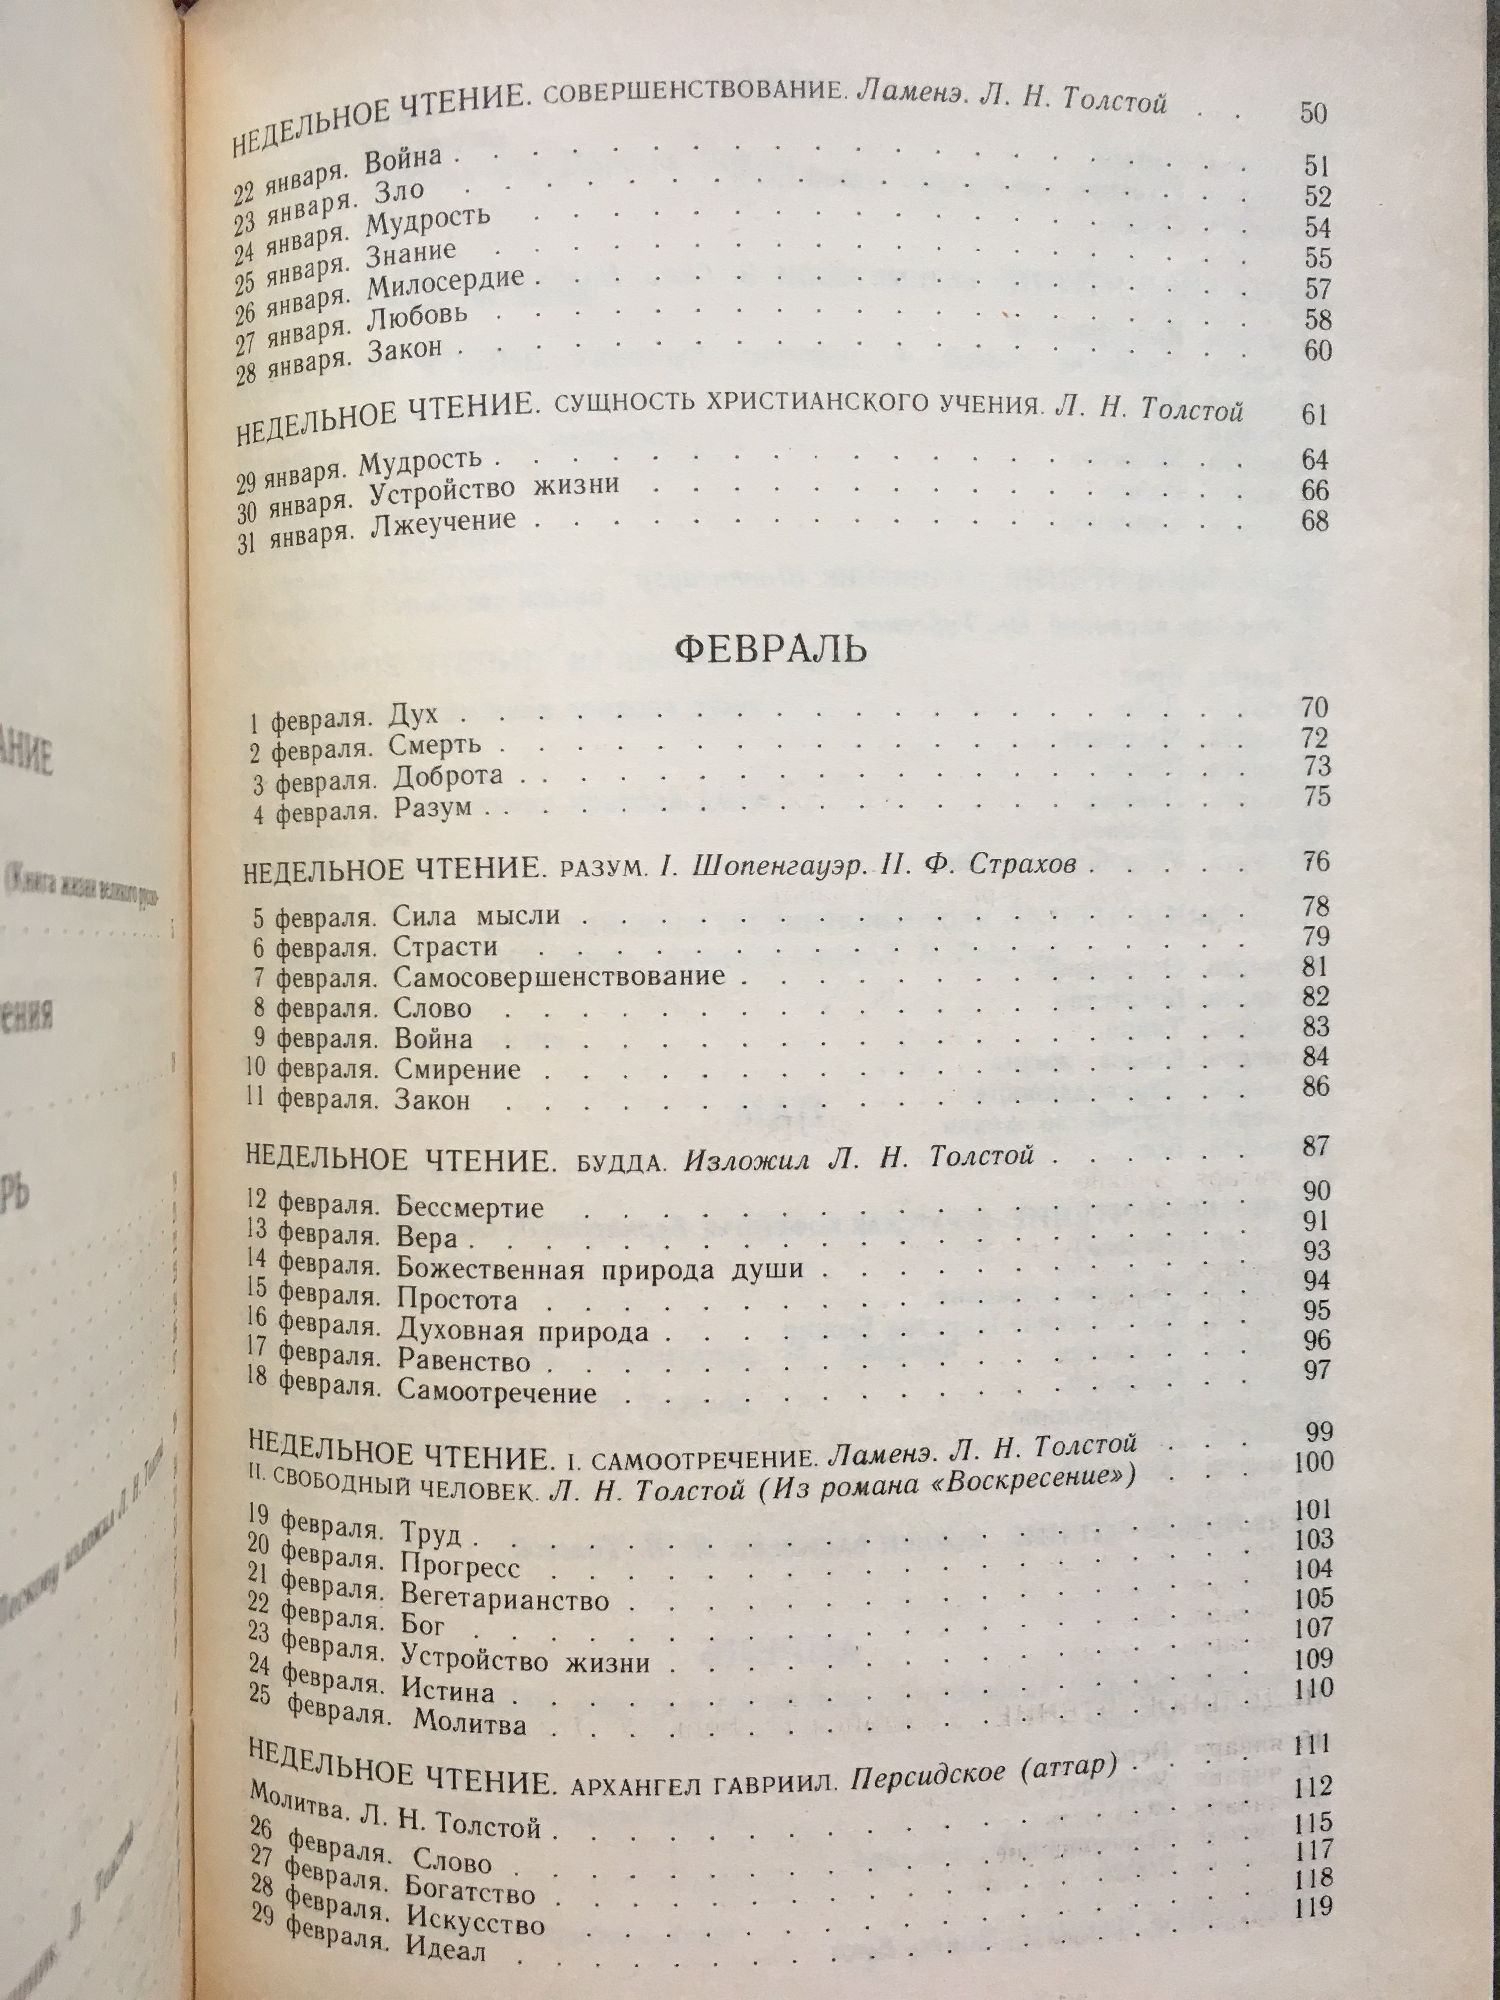 НЕДЕЛЬНОЕ ЧТЕНИЕ. СОВЕРШЕНСТВОВАНИЕ. Ламенэ. Л. Н. Толстой . . 50
22 января. Война . . . . . . . . . . . . . . . . . . . . 51
23 января. Зло . . . . . . . . . . . . . . . . . . . . 52
24 января. Мудрость . . . . . . . . . . . . . . . . . . 54
25 января. Знание . . . . . . . . . . . . . . . . . . . 55
26 января. Милосердие . . . . . . . . . . . . . . . . . . 57
27 января. Любовь . . . . . . . . . . . . . . . . . . . 58
28 января. Закон . . . . . . . . . . . . . . . . . . . . 60
НЕДЕЛЬНОЕ ЧТЕНИЕ. СУЩНОСТЬ ХРИСТИАНСКОГО УЧЕНИЯ. Л. Н. Толстой 61
29 января. Мудрость . . . . . . . . . . . . . . . . . . . 64
30 января. Устройство жизни . . . . . . . . . . . . . . . 66
31 января. Лжеучение . . . . . . . . . . . . . . . . . . 68
ФЕВРАЛЬ
1 февраля. Дух . . . . . . . . . . . . . . . . . . . . 70
2 февраля. Смерть . . . . . . . . . . . . . . . . . . . 72
3 февраля. Доброта . . . . . . . . . . . . . . . . . . . 73
4 февраля. Разум . . . . . . . . . . . . . . . . . . . . 75
НЕДЕЛЬНОЕ ЧТЕНИЕ. РАЗУМ. I. Шопенгауэр. II. Ф. Страхов . . . . . 76
5 февраля. Сила мысли . . . . . . . . . . . . . . . . . 78
6 февраля. Страсти . . . . . . . . . . . . . . . . . . 79
7 февраля. Самосовершенствование . . . . . . . . . . . . . 81
8 февраля. Слово . . . . . . . . . . . . . . . . . . . 82
9 февраля. Война . . . . . . . . . . . . . . . . . . . 83
10 февраля. Смирение . . . . . . . . . . . . . . . . . . 84
11 февраля. Закон . . . . . . . . . . . . . . . . . . . 86
НЕДЕЛЬНОЕ ЧТЕНИЕ. БУДДА. Изложил Л. Н. Толстой . . . . . . 87
12 февраля. Бессмертие . . . . . . . . . . . . . . . . . 90
13 февраля. Вера . . . . . . . . . . . . . . . . . . . . 91
14 февраля. Божественная природа души . . . . . . . . . . . 93
15 февраля. Простота . . . . . . . . . . . . . . . . . . 94
16 февраля. Духовная природа . . . . . . . . . . . . . . . 95
17 февраля. Равенство . . . . . . . . . . . . . . . . . . 96
18 февраля. Самоотречение . . . . . . . . . . . . . . . . 97
НЕДЕЛЬНОЕ ЧТЕНИЕ. I. САМООТРЕЧЕНИЕ. Ламенэ. Л. Н. Толстой . . . 99
II. СВОБОДНЫЙ ЧЕЛОВЕК. Л. Н. Толстой (Из романа «Воскресение») . . . 100
19 февраля. Труд . . . . . . . . . . . . . . . . . . . . 101
20 февраля. Прогресс . . . . . . . . . . . . . . . . . . 103
21 февраля. Вегетарианство . . . . . . . . . . . . . . . . 104
22 февраля. Бог . . . . . . . . . . . . . . . . . . . . 105
23 февраля. Устройство жизни . . . . . . . . . . . . . . . 107
24 февраля. Истина . . . . . . . . . . . . . . . . . . . 109
25 февраля. Молитва . . . . . . . . . . . . . . . . . . 110
НЕДЕЛЬНОЕ ЧТЕНИЕ. АРХАНГЕЛ ГАВРИИЛ. Персидское (аттар) . . . . 111
Молитва. Л. Н. Толстой . . . . . . . . . . . . . . . . . 112
26 февраля. Слово . . . . . . . . . . . . . . . . . . . 115
27 февраля. Богатство . . . . . . . . . . . . . . . . . . 117
28 февраля. Искусство . . . . . . . . . . . . . . . . . 118
29 февраля. Идеал . . . . . . . . . . . . . . . . . . . 119